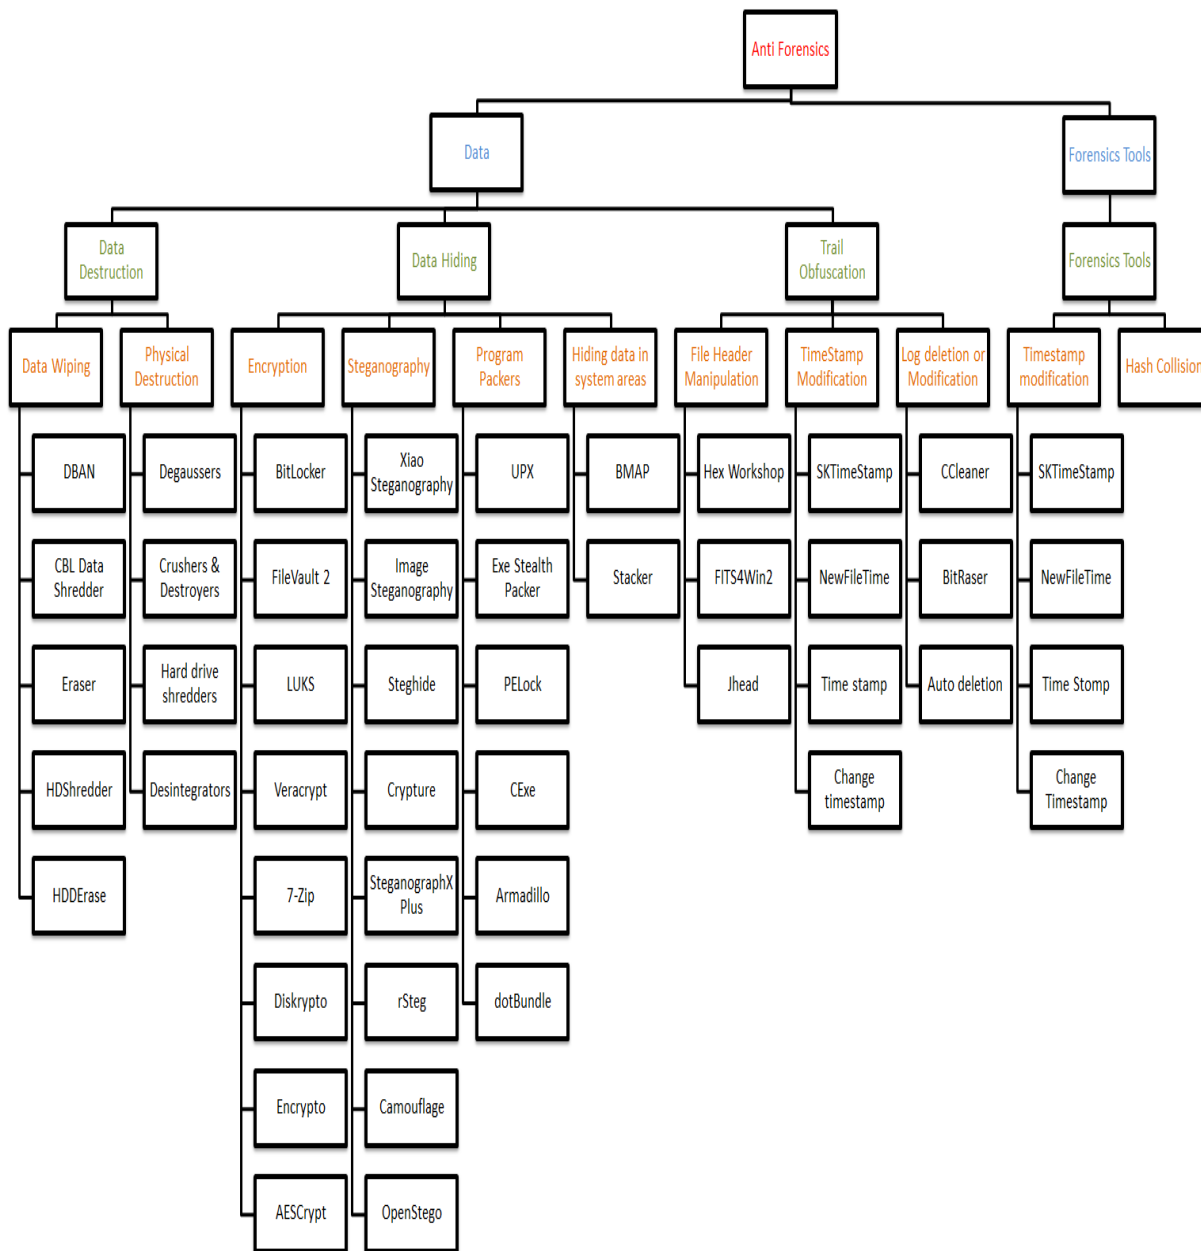 Anti Forensics
Data
Forensics Tools
Data
Destruction
Data Hiding
Trail
Obfuscation
Forensics Tools
Data Wiping
Physical
Destruction
Encryption
Steganography
Program
Packers
Hiding data in
system areas
File Header
Manipulation
TimeStamp
Modification
Log deletion or
Modification
Timestamp
modification
Hash Collision
DBAN
Degaussers
BitLocker
Xiao
Steganography
UPX
BMAP
Hex Workshop
SKTimeStamp
CCleaner
SKTimeStamp
CBL Data
Shredder
Crushers &
Destroyers
FileVault 2
Image
Steganography
Exe Stealth
Packer
Stacker
FITS4Win2
NewFileTime
BitRaser
NewFileTime
Eraser
Hard drive
shredders
LUKS
Steghide
PELock
Jhead
Time stamp
Auto deletion
Time Stomp
HDShredder
Desintegrators
Veracrypt
Crypture
CExe
Change
timestamp
Change
Timestamp
HDDErase
7-Zip
SteganographX
Plus
Armadillo
Diskrypto
rSteg
dotBundle
Encrypto
Camouflage
AESCrypt
OpenStego